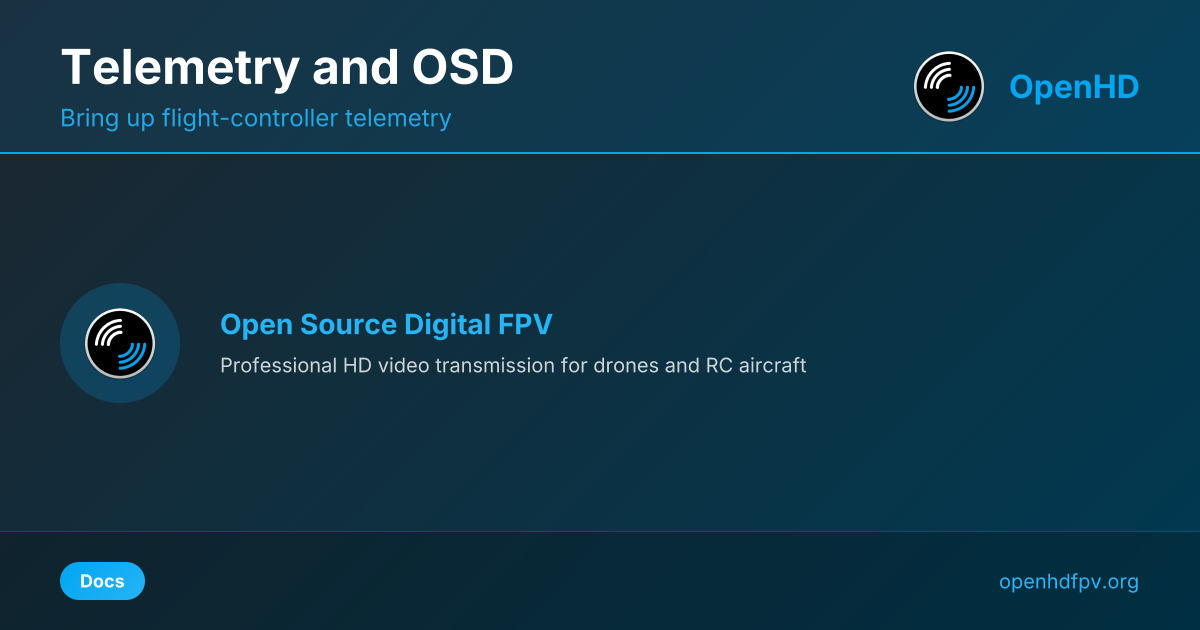 Telemetry and OSD
Bring up flight-controller telemetry
OpenHD
Open Source Digital FPV
Professional HD video transmission for drones and RC aircraft
Docs
openhdfpv.org